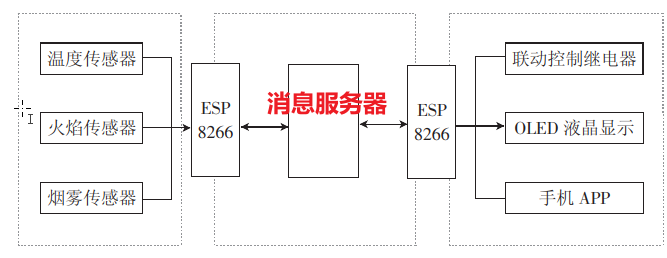 温度传感器
火焰传感器
烟雾传感器
ESP
8266
消息服务器
ESP
8266
联动控制继电器
OLED 液晶显示
手机 APP